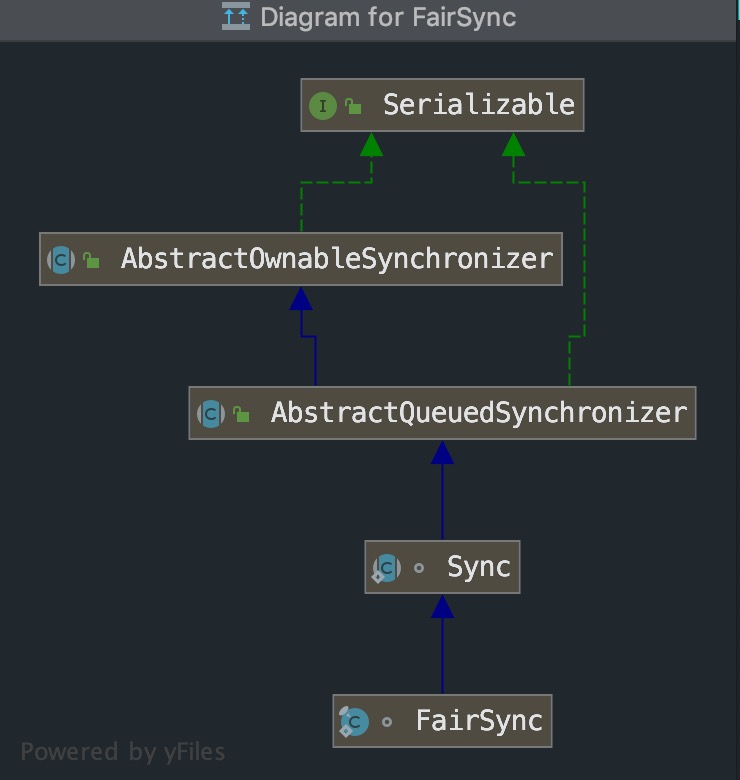 Diagram for FairSync
I Serializable
C AbstractOwnableSynchronizer
C AbstractQueuedSynchronizer
C Sync
C FairSync
Powered by yFiles